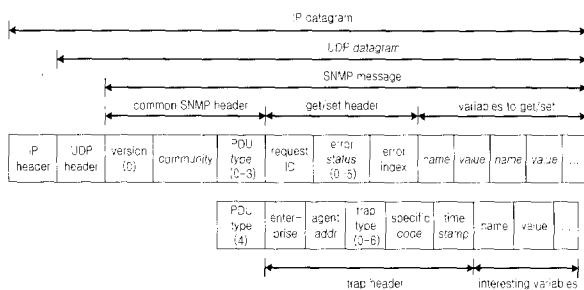 IP datagram
UDP datagram
SNMP message
common SNMP header
get/set header
variables to get/set
IP header
UDP header
version (0)
community
PDU type (0-3)
request ID
error status (0-5)
error index
name
value
name
value
...
PDU type (4)
enter-
prise
agent addr
trap type (0-6)
specific code
time stamp
name
value
...
trap header
interesting variables